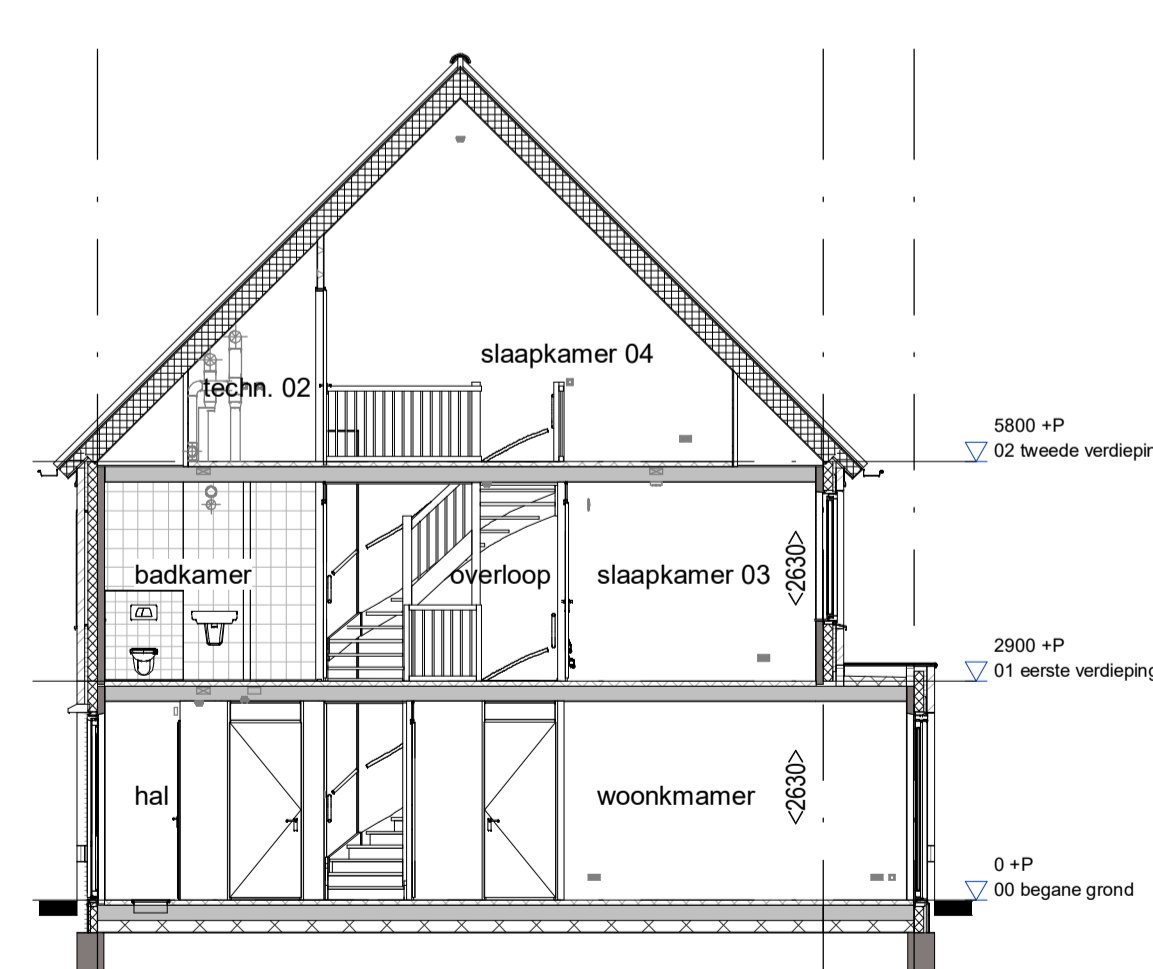 slaapkamer 04
techn. 02
5800 +P
02 tweede verdiepin
badkamer
overloop
slaapkamer 03
<2630>
2900 +P
01 eerste verdieping
hal
woonkmamer
<2630>
0 +P
00 begane grond